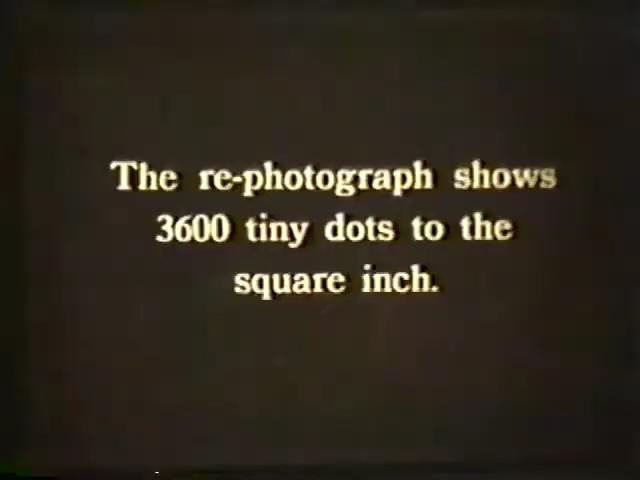 The re-photograph shows
3600 tiny dots to the
square inch.